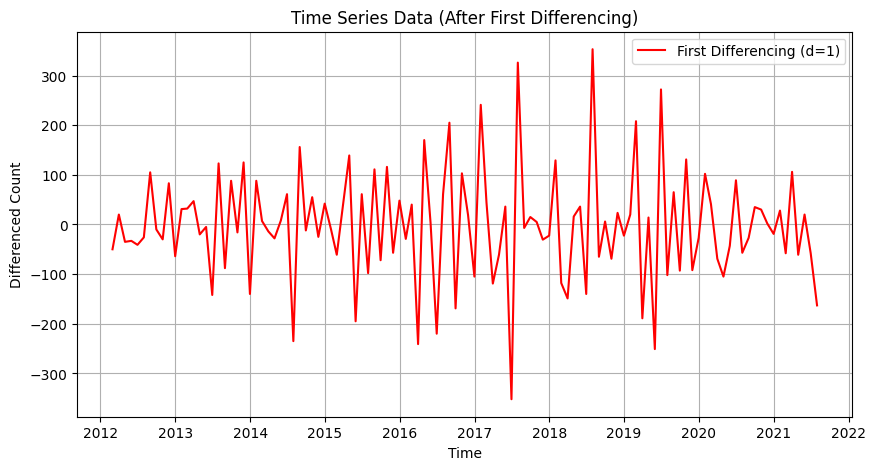 Time Series Data (After First Differencing)
First Differencing (d=1)
Differenced Count
300
200
100
0
−100
−200
−300
2012 2013 2014 2015 2016 2017 2018 2019 2020 2021 2022
Time